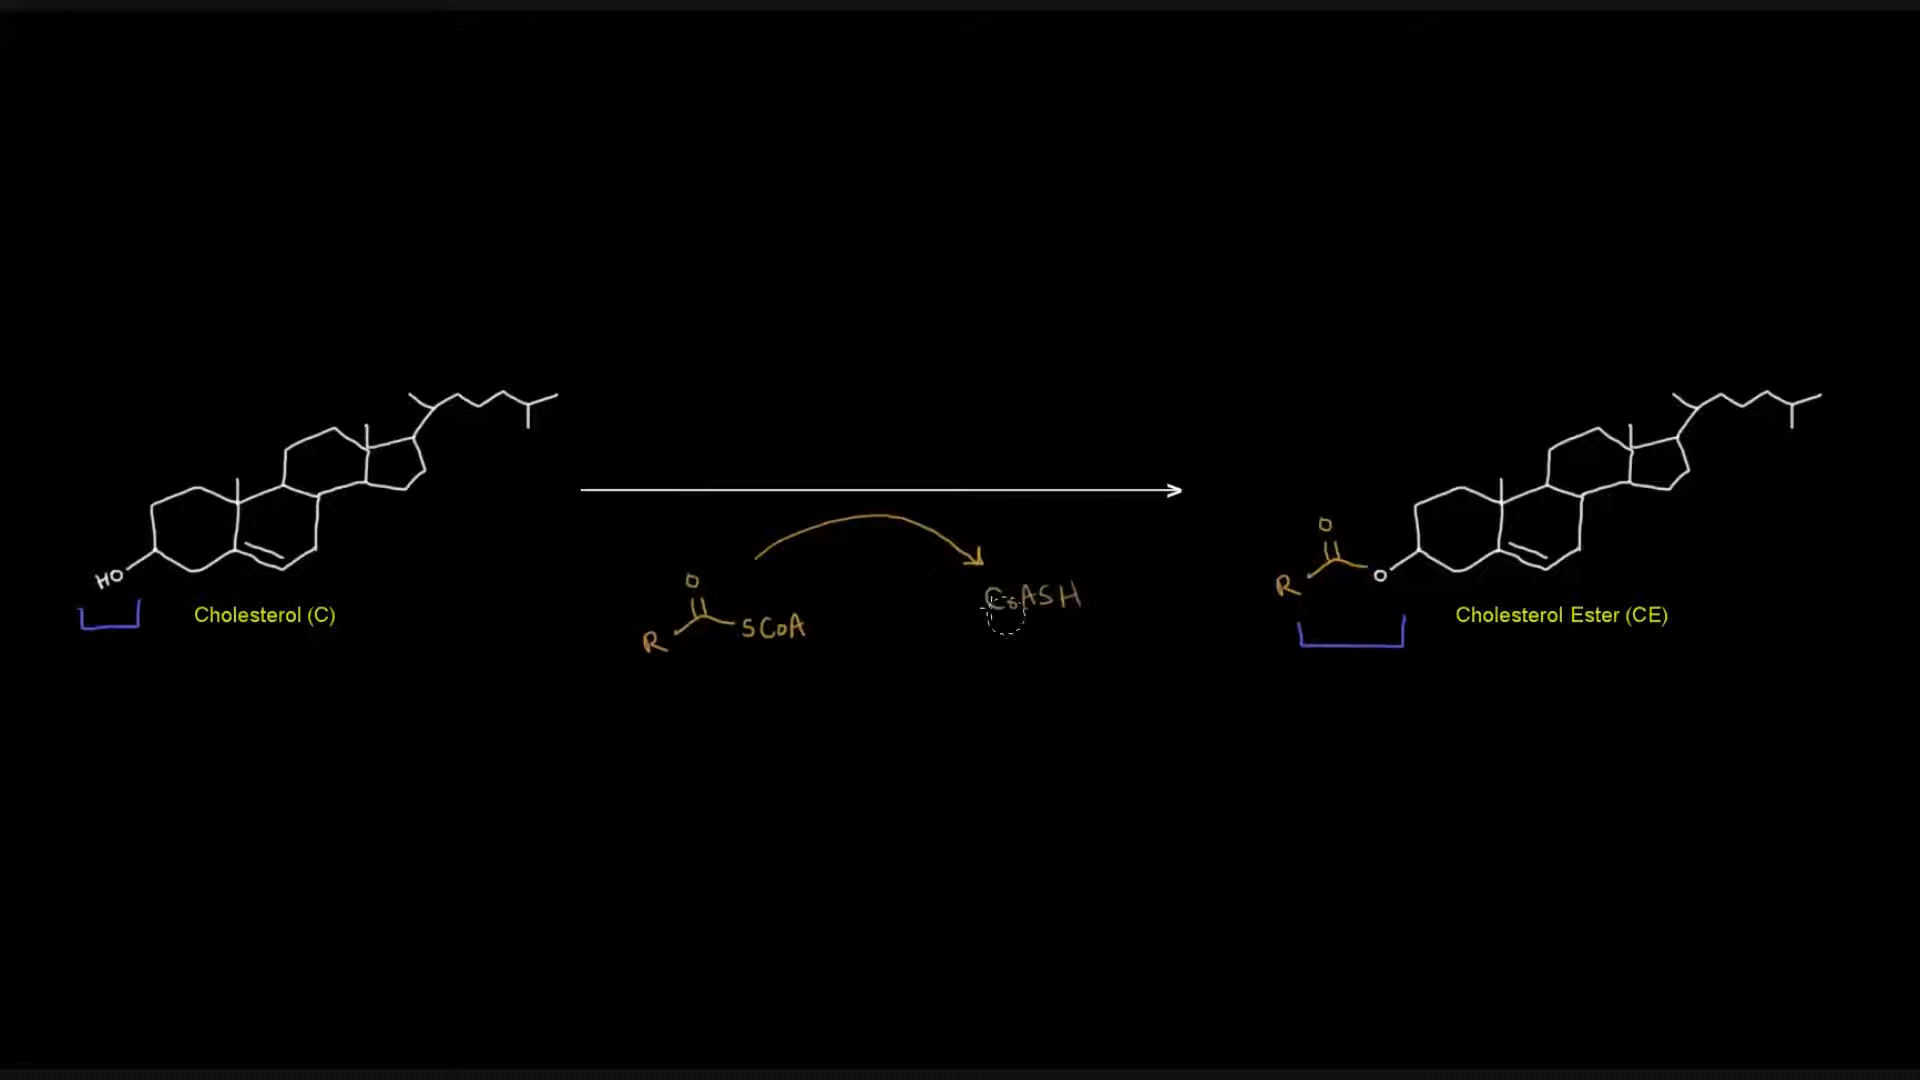 HO
Cholesterol (C)
O
R
SCoA
CoASH
O
R
O
Cholesterol Ester (CE)